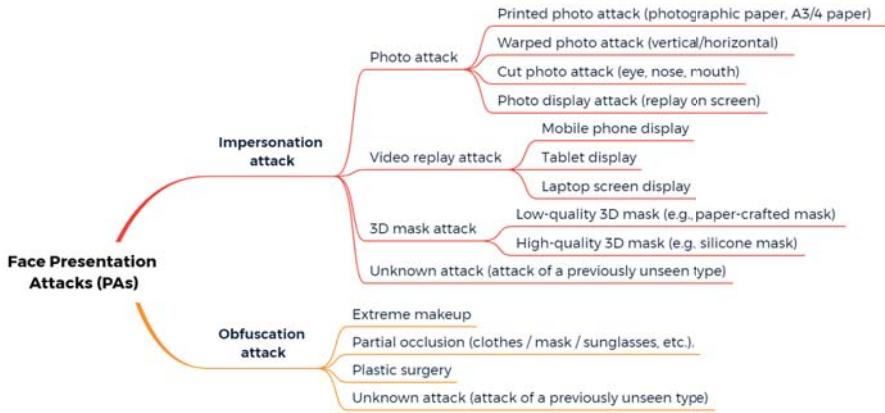 Printed photo attack (photographic paper, A3/4 paper)
Warped photo attack (vertical/horizontal)
Photo attack
Cut photo attack (eye, nose, mouth)
Photo display attack (replay on screen)
Mobile phone display
Impersonation
attack
Video replay attack
Tablet display
Laptop screen display
Low-quality 3D mask (e.g., paper-crafted mask)
3D mask attack
High-quality 3D mask (e.g. silicone mask)
Face Presentation
Attacks (PAs)
Unknown attack (attack of a previously unseen type)
Extreme makeup
Obfuscation
attack
Partial occlusion (clothes / mask / sunglasses, etc.).
Plastic surgery
Unknown attack (attack of a previously unseen type)